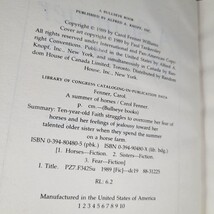 A BULLSEYE BOOK
PUBLISHED BY ALFRED A. KNOPF, INC.
Copyright © 1989 by Carol Fenner Williams
Cover art copyright © 1989 by Paul Tankersley
All rights reserved under International and Pan-American Copy-
right Conventions. Published in the United States by Alfred A.
Knopf, Inc., New York, and simultaneously in Canada by Ran-
dom House of Canada Limited, Toronto. Distributed by Random
House, Inc., New York
LIBRARY OF CONGRESS CATALOGING-IN-PUBLICATION DATA
Fenner, Carol.
A summer of horses / Carol Fenner
p. cm—(Bullseye books)
Summary: Ten-year-old Faith struggles to overcome her fear of
horses and her feelings of jealousy toward her
talented older sister when they spend the summer
on a horse farm.
ISBN 0-394-80480-5 (pbk.) ISBN 0-394-
[1. Horses—Fiction. 2. Sisters—Fiction.
3. Fear—Fiction]
I. Title. PZ7.F342Su 1989 [Fic]—dc19 88-31225
RL: 6.2
Manufactured in the United States of America
1 2 3 4 5 6 7 8 9 10